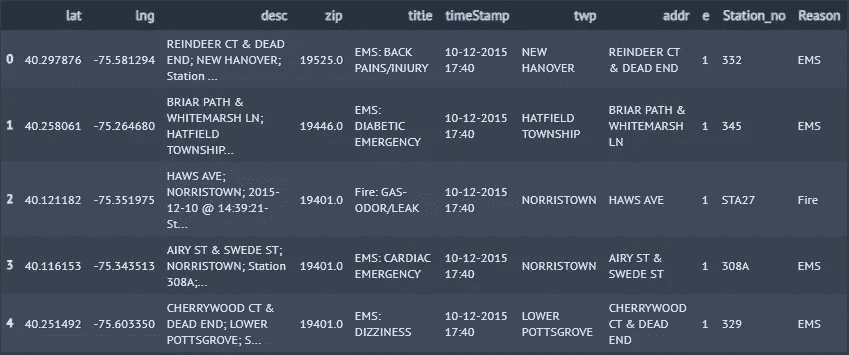 lat lng desc zip title timeStamp twp addr e Station_no Reason
REINDEER CT & DEAD
0 40.297876 -75.581294 END; NEW HANOVER; 19525.0 EMS: BACK PAINS/INJURY 10-12-2015 17:40 NEW HANOVER REINDEER CT & DEAD END 1 332 EMS
Station ...
BRIAR PATH &
1 40.258061 -75.264680 WHITEMARSH LN; HATFIELD 19446.0 EMS: DIABETIC EMERGENCY 10-12-2015 17:40 HATFIELD TOWNSHIP BRIAR PATH & WHITEMARSH LN 1 345 EMS
TOWNSHIP...
HAWS AVE;
2 40.121182 -75.351975 NORRISTOWN; 2015-12-10 @ 14:39:21- 19401.0 Fire: GAS-ODOR/LEAK 10-12-2015 17:40 NORRISTOWN HAWS AVE 1 STA27 Fire
St...
AIRY ST & SWEDE ST;
3 40.116153 -75.343513 NORRISTOWN; Station 19401.0 EMS: CARDIAC EMERGENCY 10-12-2015 17:40 NORRISTOWN AIRY ST & SWEDE ST 1 308A EMS
308A;...
CHERRYWOOD CT &
4 40.251492 -75.603350 DEAD END; LOWER 19401.0 EMS: DIZZINESS 10-12-2015 17:40 LOWER POTTSGROVE CHERRYWOOD CT & DEAD END 1 329 EMS
POTTSGROVE; S...